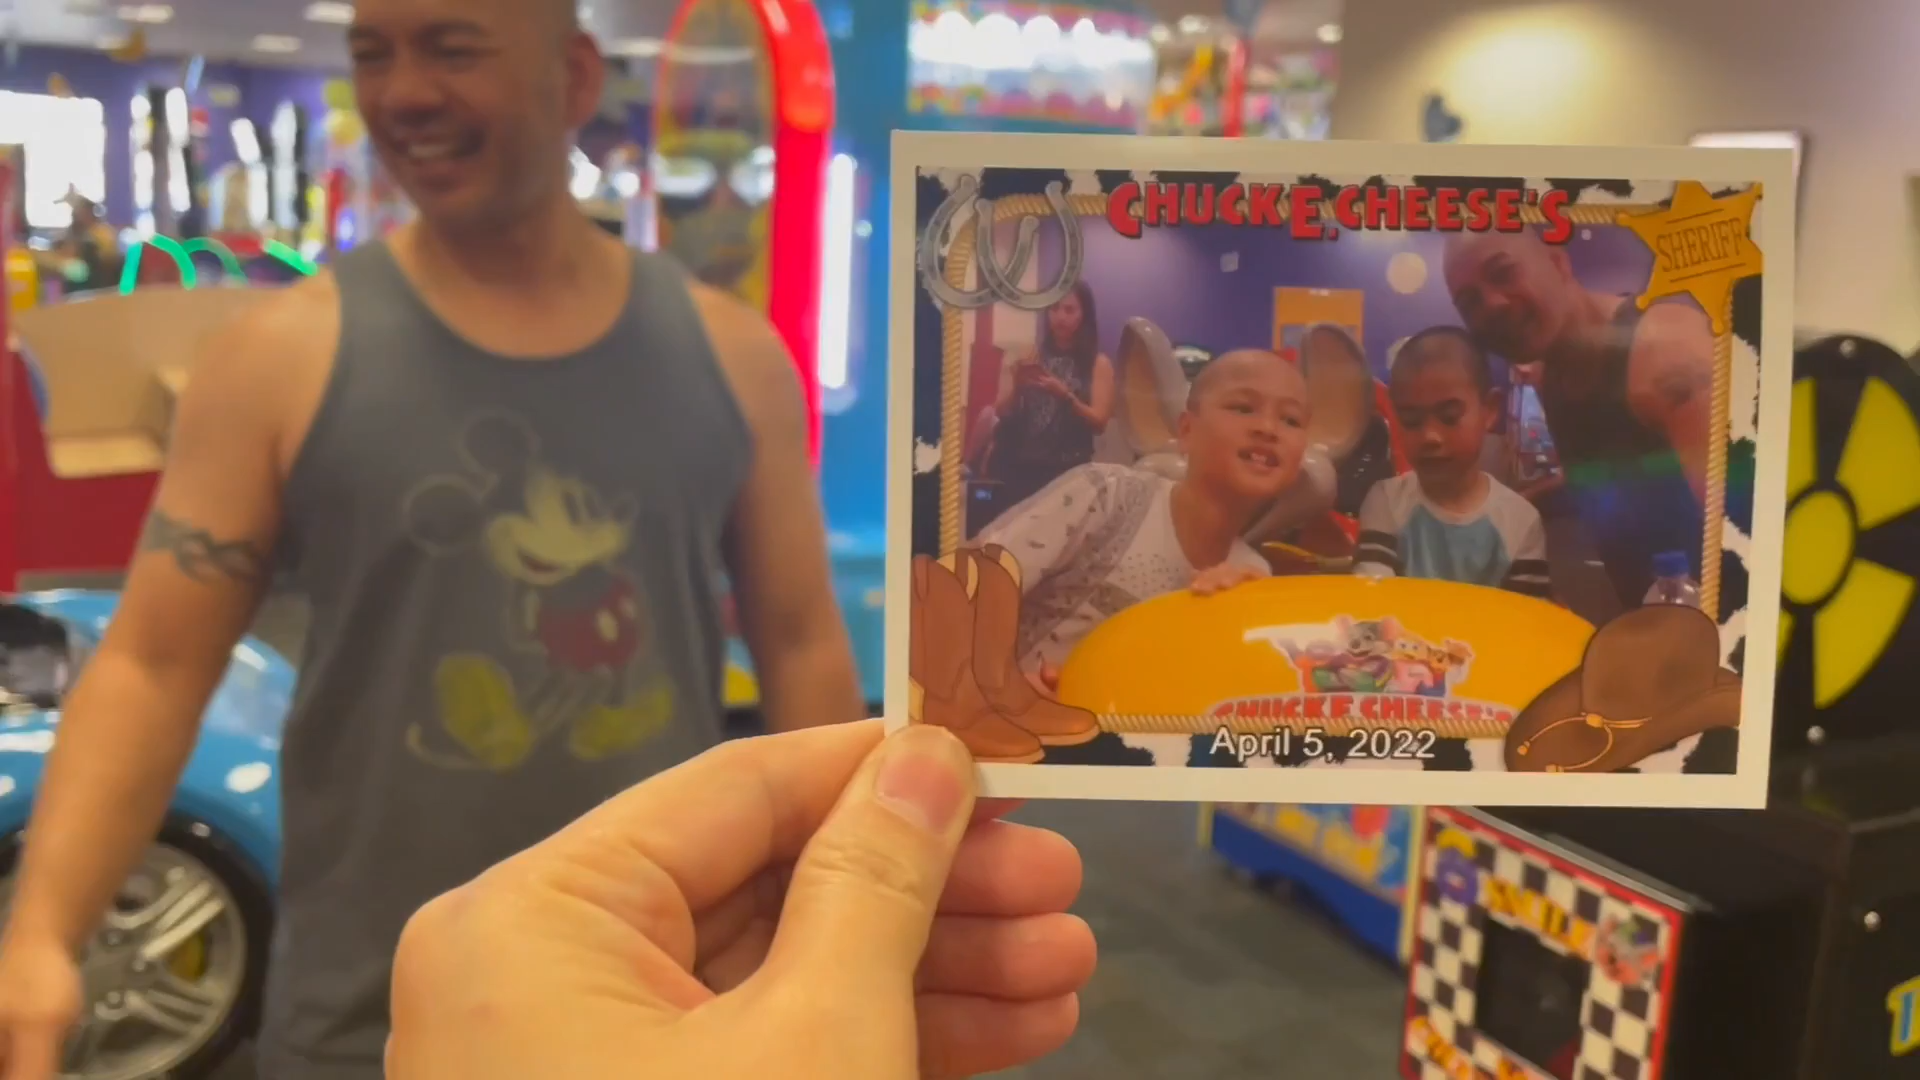 CHUCK E. CHEESE'S
SHERIFF
CHUCK E CHEESE'S
April 5, 2022